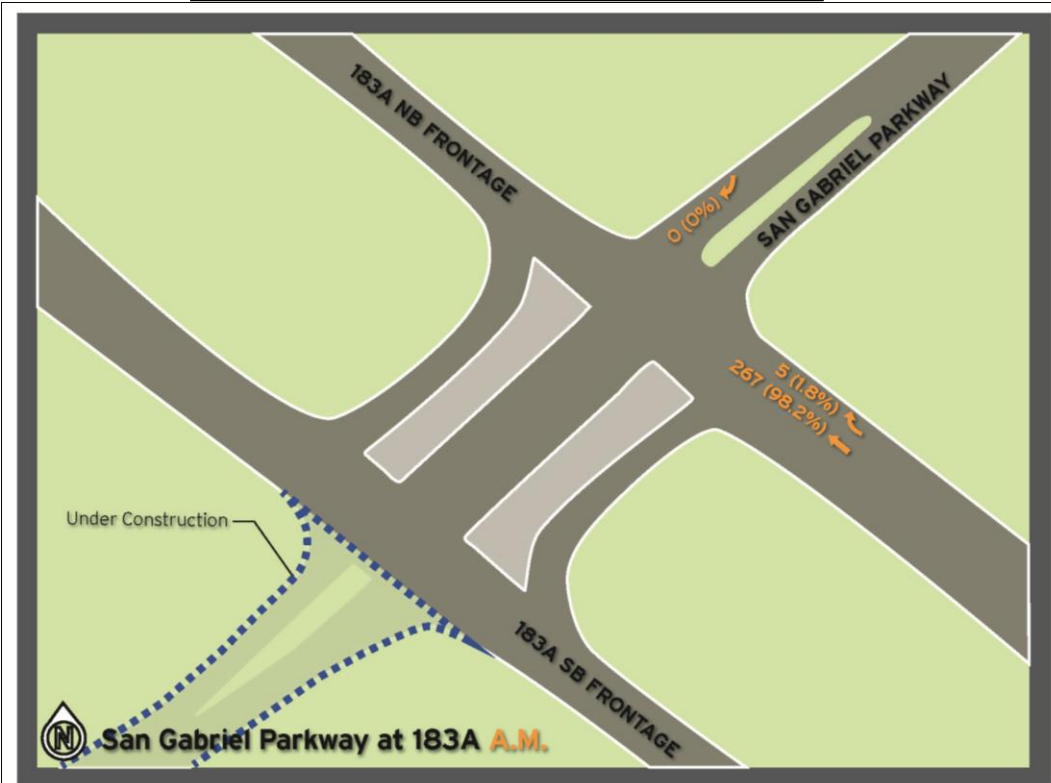 183A NB FRONTAGE
SAN GABRIEL PARKWAY
0 (0%)
5 (1.8%)
267 (98.2%)
Under Construction
183A SB FRONTAGE
N
San Gabriel Parkway at 183A A.M.